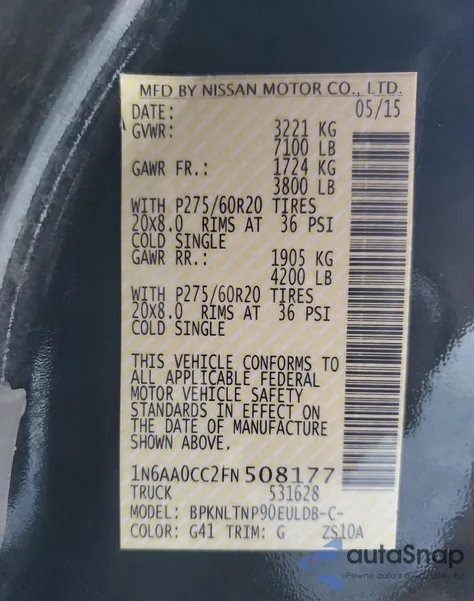 MFD BY NISSAN MOTOR CO., LTD.
DATE: 05/15
GVWR: 3221 KG
7100 LB
GAWR FR.: 1724 KG
3800 LB
WITH P275/60R20 TIRES
20X8.0 RIMS AT 36 PSI
COLD SINGLE
GAWR RR.: 1905 KG
4200 LB
WITH P275/60R20 TIRES
20X8.0 RIMS AT 36 PSI
COLD SINGLE
THIS VEHICLE CONFORMS TO
ALL APPLICABLE FEDERAL
MOTOR VEHICLE SAFETY
STANDARDS IN EFFECT ON
THE DATE OF MANUFACTURE
SHOWN ABOVE.
1N6AA0CC2FN508177
TRUCK 531628
MODEL: BPKNLTNP90EULDB-C-
COLOR: G41 TRIM: G ZS10A
autoSnap
Pewne auta z